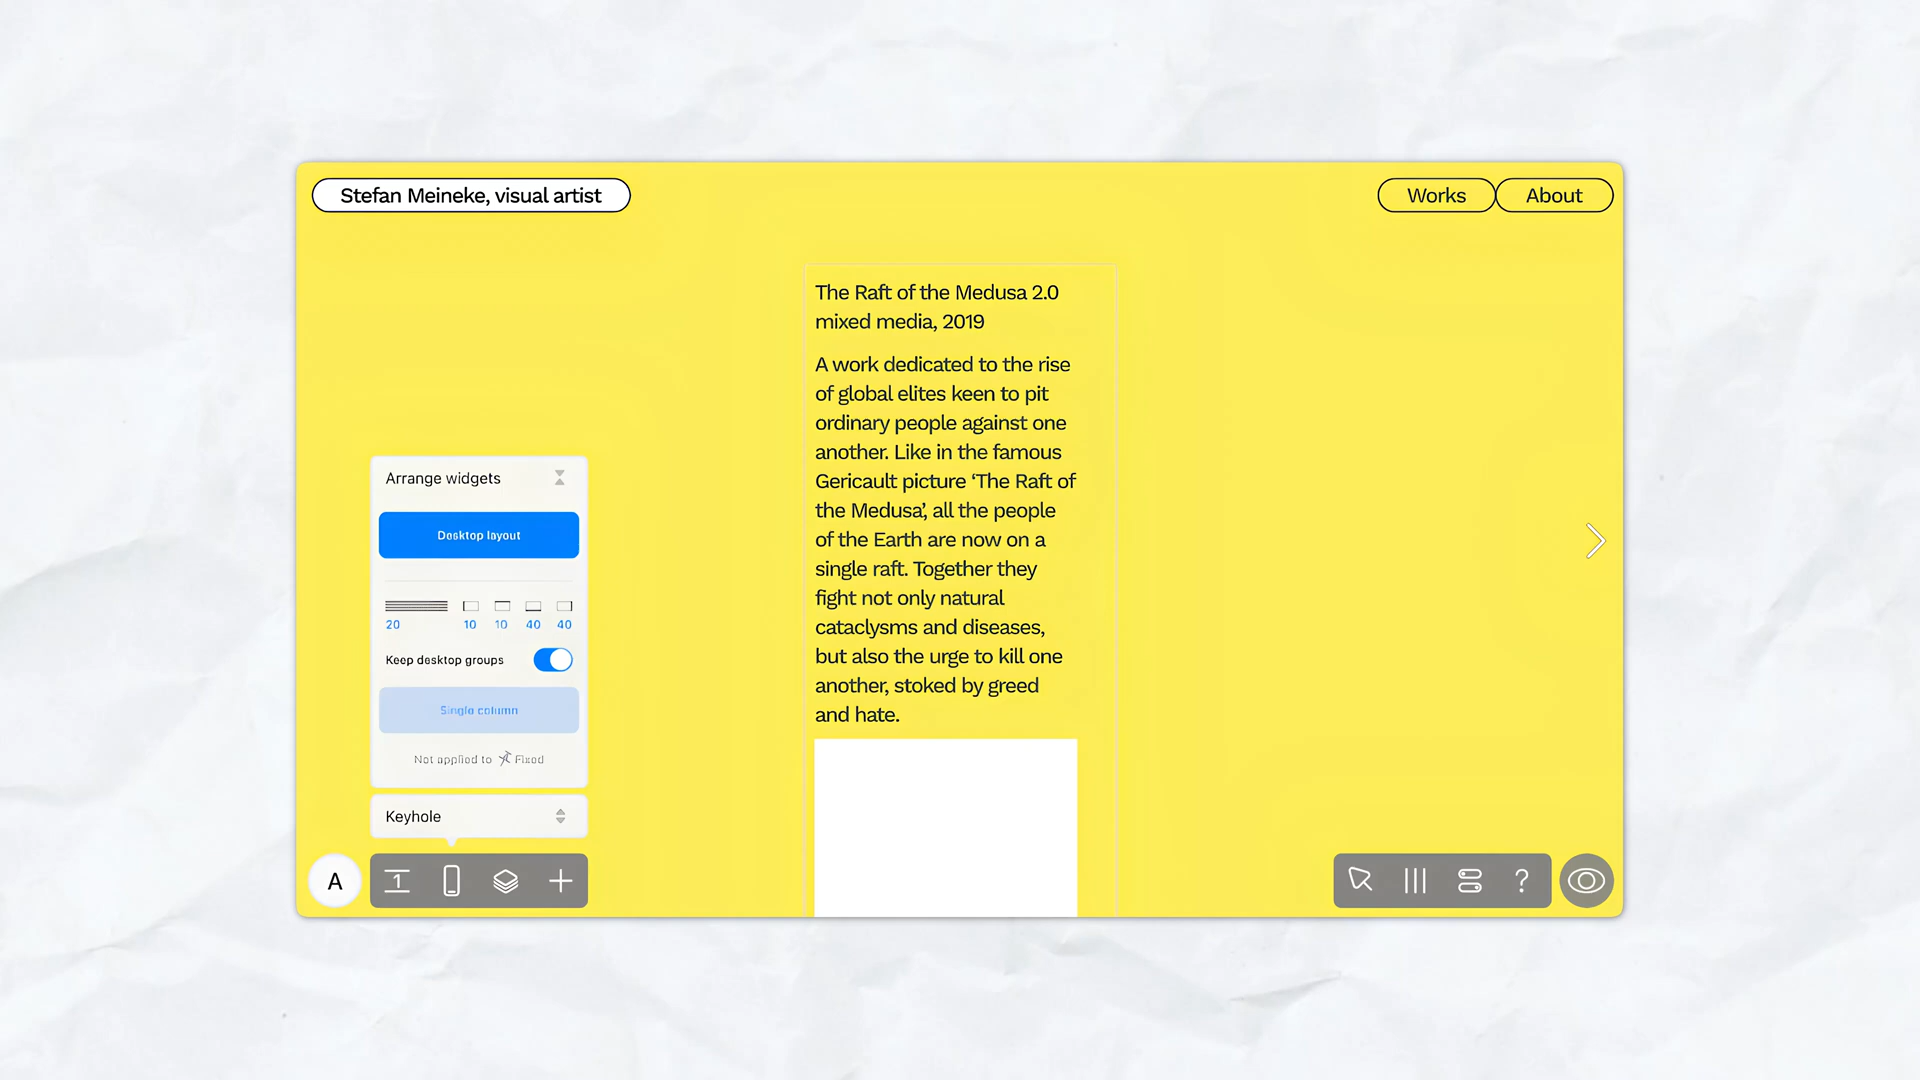 Stefan Meineke, visual artist
Works
About
The Raft of the Medusa 2.0
mixed media, 2019
A work dedicated to the rise
of global elites keen to pit
ordinary people against one
another. Like in the famous
Gericault picture ‘The Raft of
the Medusa’, all the people
of the Earth are now on a
single raft. Together they
fight not only natural
cataclysms and diseases,
but also the urge to kill one
another, stoked by greed
and hate.
Arrange widgets
Desktop layout
20 10 10 40 40
Keep desktop groups
Single column
Not applied to Fixed
Keyhole
A
1
?